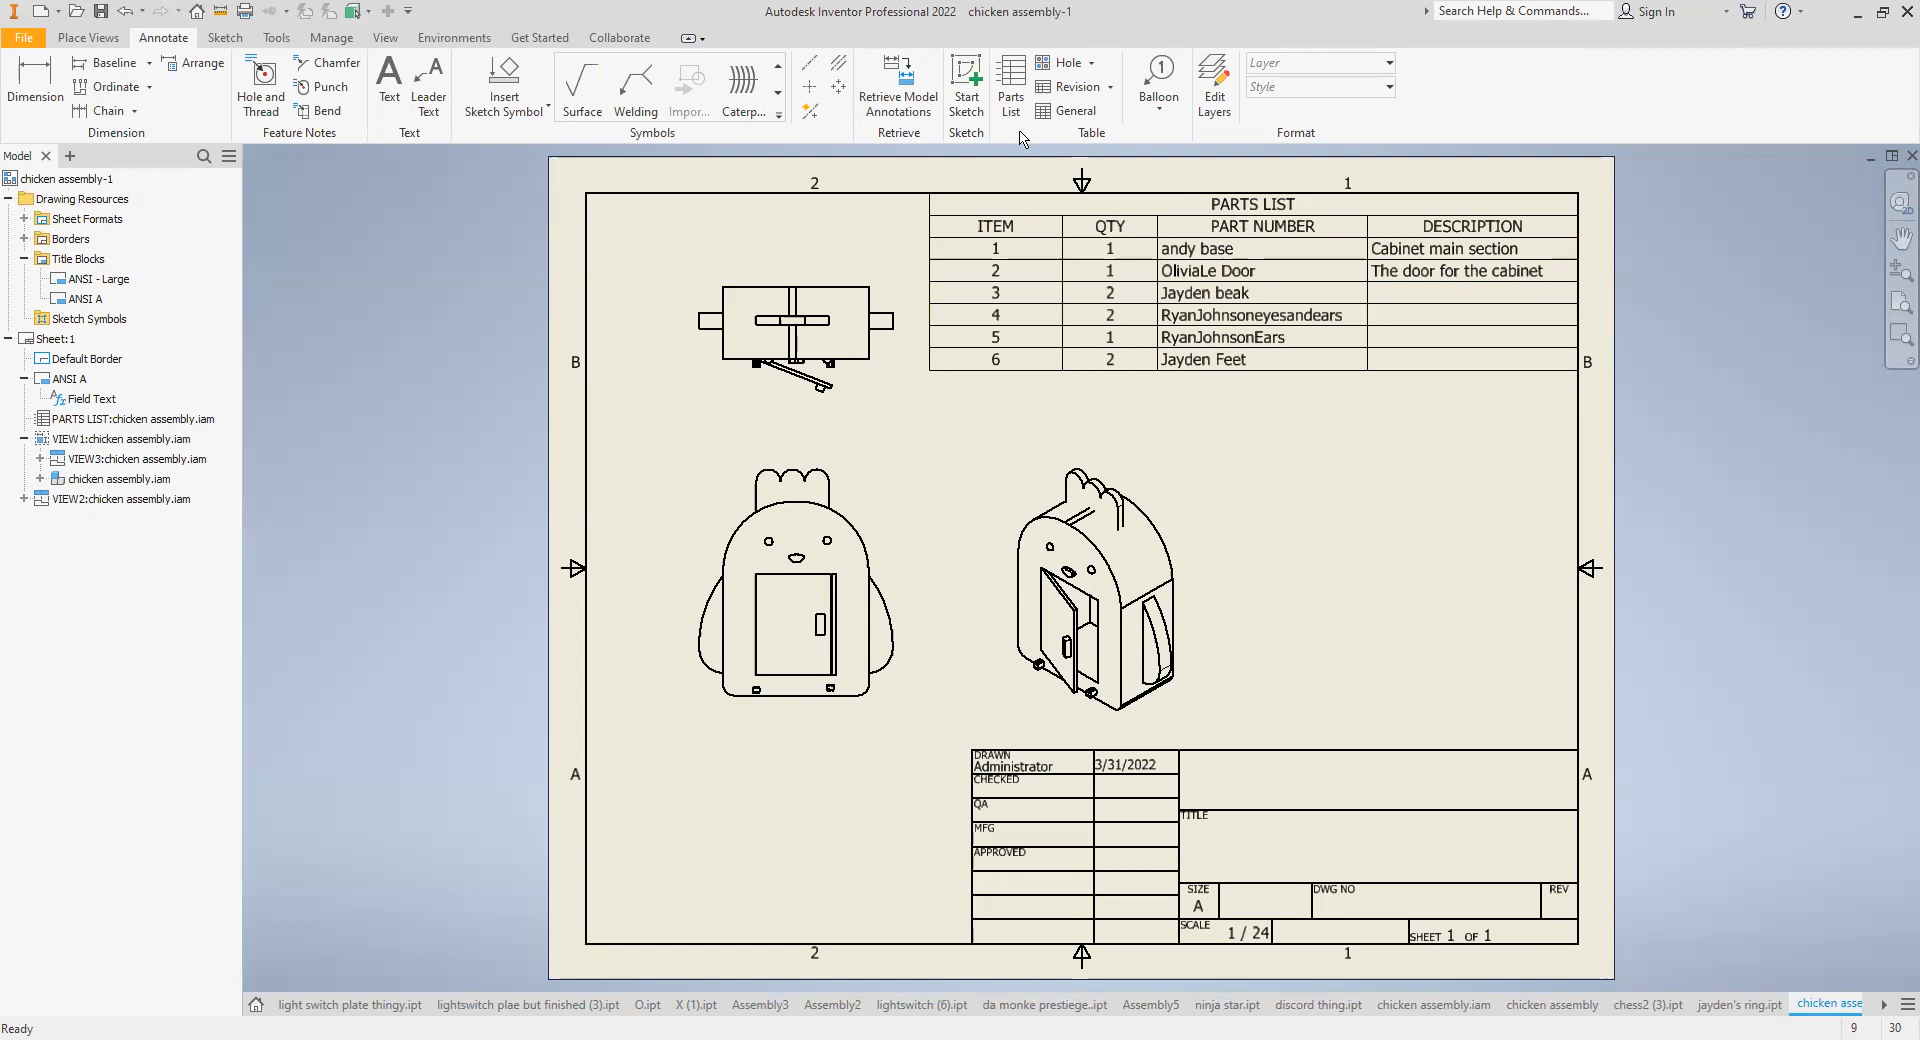 Autodesk Inventor Professional 2022 chicken assembly-1
Search Help & Commands... Sign In
File Place Views Annotate Sketch Tools Manage View Environments Get Started Collaborate
Dimension
Baseline
Ordinate
Chain
Arrange
Dimension
Hole and Thread
Chamfer
Punch
Bend
Feature Notes
Text
Leader Text
Text
Insert Sketch Symbol
Surface
Welding
Impor...
Caterp...
Symbols
Retrieve Model Annotations
Retrieve
Start Sketch
Sketch
Parts List
Hole
Revision
General
Table
Balloon
1
Edit Layers
Layer
Style
Format
Model
chicken assembly-1
Drawing Resources
Sheet Formats
Borders
Title Blocks
ANSI - Large
ANSI A
Sketch Symbols
Sheet:1
Default Border
ANSI A
Field Text
PARTS LIST:chicken assembly.iam
VIEW1:chicken assembly.iam
VIEW3:chicken assembly.iam
chicken assembly.iam
VIEW2:chicken assembly.iam
2 1
PARTS LIST
ITEM QTY PART NUMBER DESCRIPTION
1 1 andy base Cabinet main section
2 1 OliviaLe Door The door for the cabinet
3 2 Jayden beak
4 2 RyanJohnsoneyesandears
5 1 RyanJohnsonEars
6 2 Jayden Feet
B B
A A
DRAWN
Administrator 3/31/2022
CHECKED
QA
MFG
APPROVED
TITLE
SIZE
A
DWG NO
REV
SCALE
1 / 24
SHEET 1 OF 1
2 1
2D
light switch plate thingy.ipt lightswitch plae but finished (3).ipt O.ipt X (1).ipt Assembly3 Assembly2 lightswitch (6).ipt da monke prestiege..ipt Assembly5 ninja star.ipt discord thing.ipt chicken assembly.iam chicken assembly chess2 (3).ipt jayden's ring.ipt chicken asse
Ready
9 30